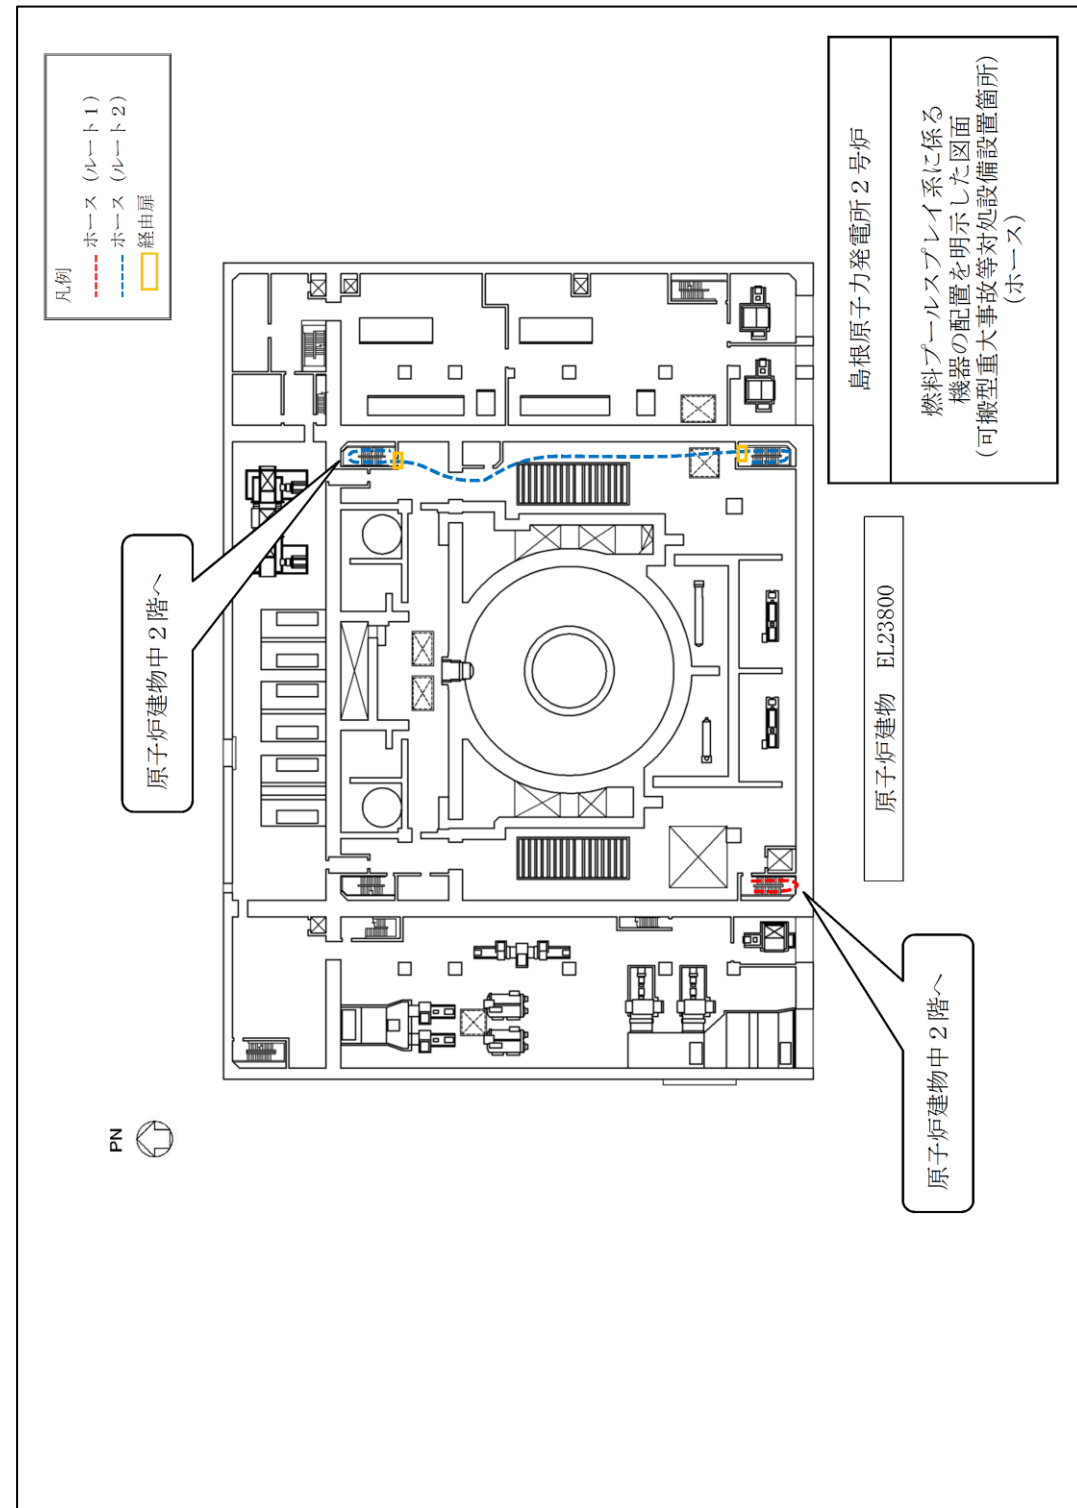 凡例
ホース（ルート1）
ホース（ルート2）
経由扉
原子炉建物中2階へ
原子炉建物中2階へ
PN
原子炉建物　EL23800
島根原子力発電所2号炉
燃料プールスプレイ系に係る
機器の配置を明示した図面
（可搬型重大事故等対処設備設置箇所）
（ホース）